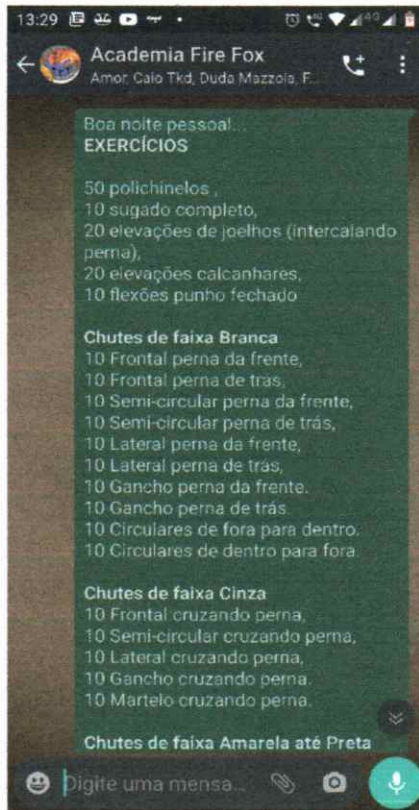 13:29
4G
Academia Fire Fox
Amor, Caio Tkd, Duda Mazzola, F...
Boa noite pessoal...
EXERCÍCIOS
50 polichinelos ,
10 sugado completo,
20 elevações de joelhos (intercalando
perna),
20 elevações calcanhares,
10 flexões punho fechado
Chutes de faixa Branca
10 Frontal perna da frente,
10 Frontal perna de tras,
10 Semi-circular perna da frente,
10 Semi-circular perna de trás,
10 Lateral perna da frente,
10 Lateral perna de trás,
10 Gancho perna da frente.
10 Gancho perna de trás.
10 Circulares de fora para dentro.
10 Circulares de dentro para fora.
Chutes de faixa Cinza
10 Frontal cruzando perna,
10 Semi-circular cruzando perna,
10 Lateral cruzando perna,
10 Gancho cruzando perna.
10 Martelo cruzando perna.
Chutes de faixa Amarela até Preta
Digite uma mensa...